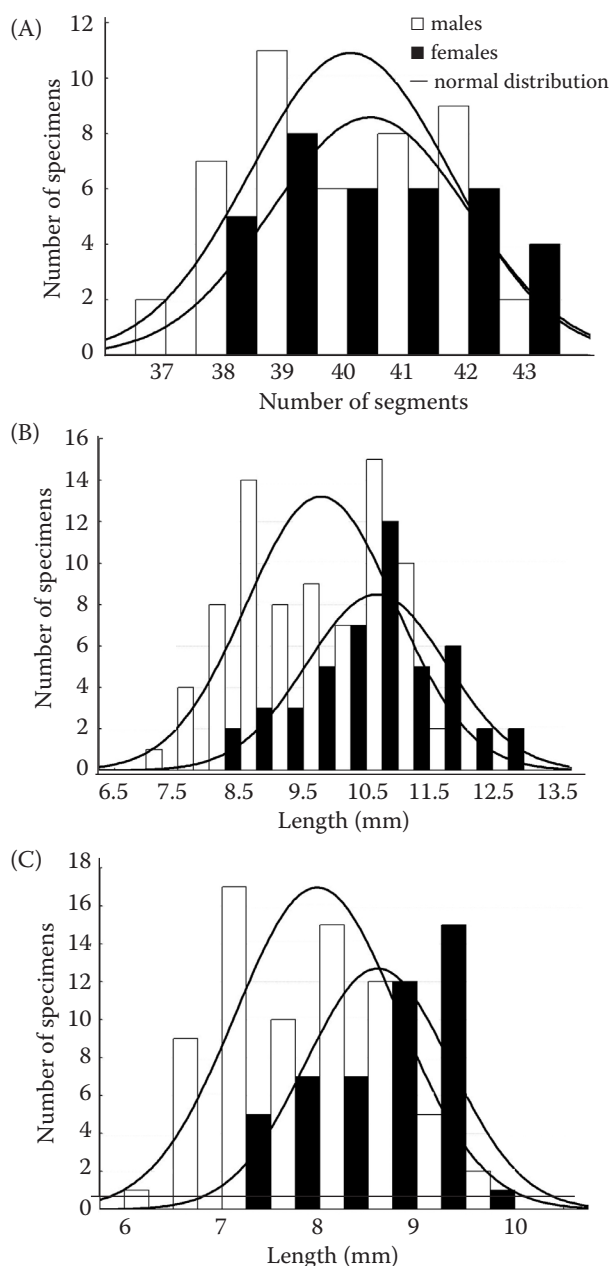 (A)
males
females
normal distribution
Number of specimens
12
10
8
6
4
2
0
37 38 39 40 41 42 43
Number of segments
(B)
Number of specimens
16
14
12
10
8
6
4
2
0
6.5 7.5 8.5 9.5 10.5 11.5 12.5 13.5
Length (mm)
(C)
Number of specimens
18
16
14
12
10
8
6
4
2
0
6 7 8 9 10
Length (mm)